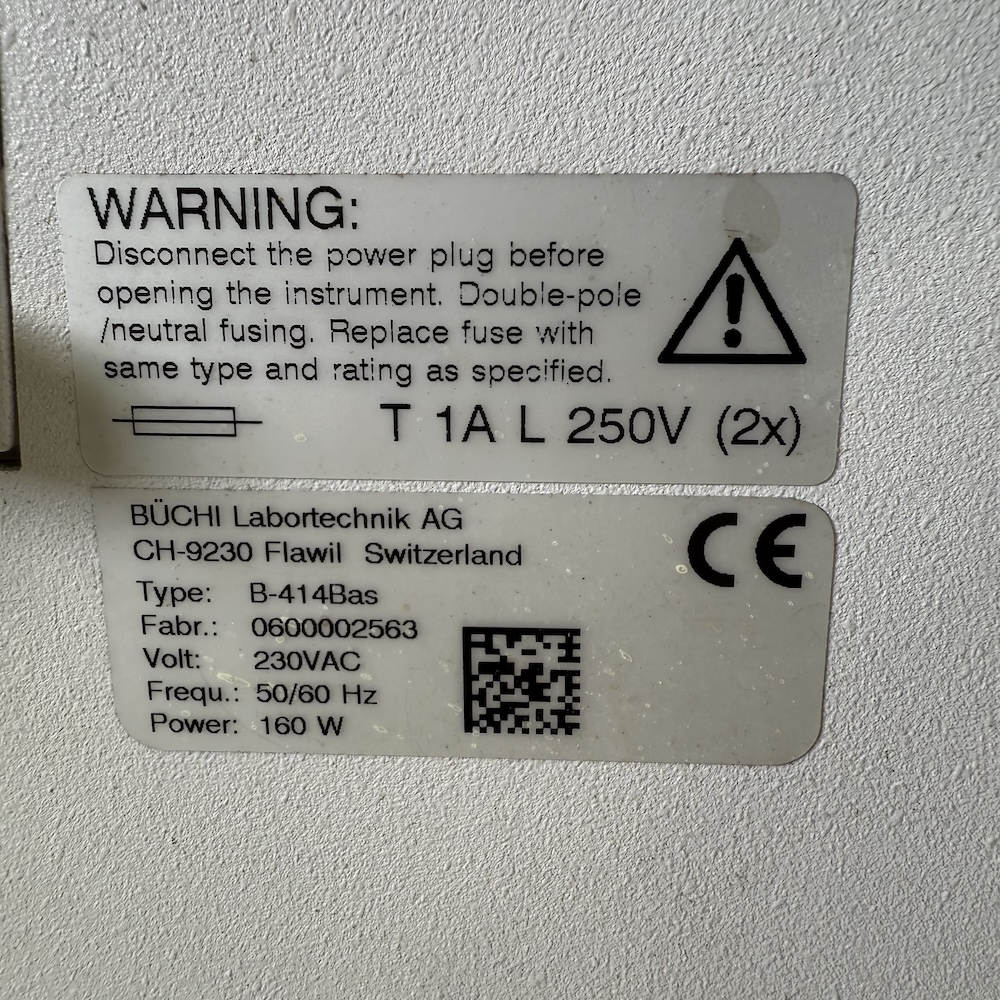 WARNING:
Disconnect the power plug before
opening the instrument. Double-pole
/neutral fusing. Replace fuse with
same type and rating as specified.
T 1A L 250V (2x)
BÜCHI Labortechnik AG
CH-9230 Flawil Switzerland
CE
Type: B-414Bas
Fabr.: 0600002563
Volt: 230VAC
Frequ.: 50/60 Hz
Power: 160 W